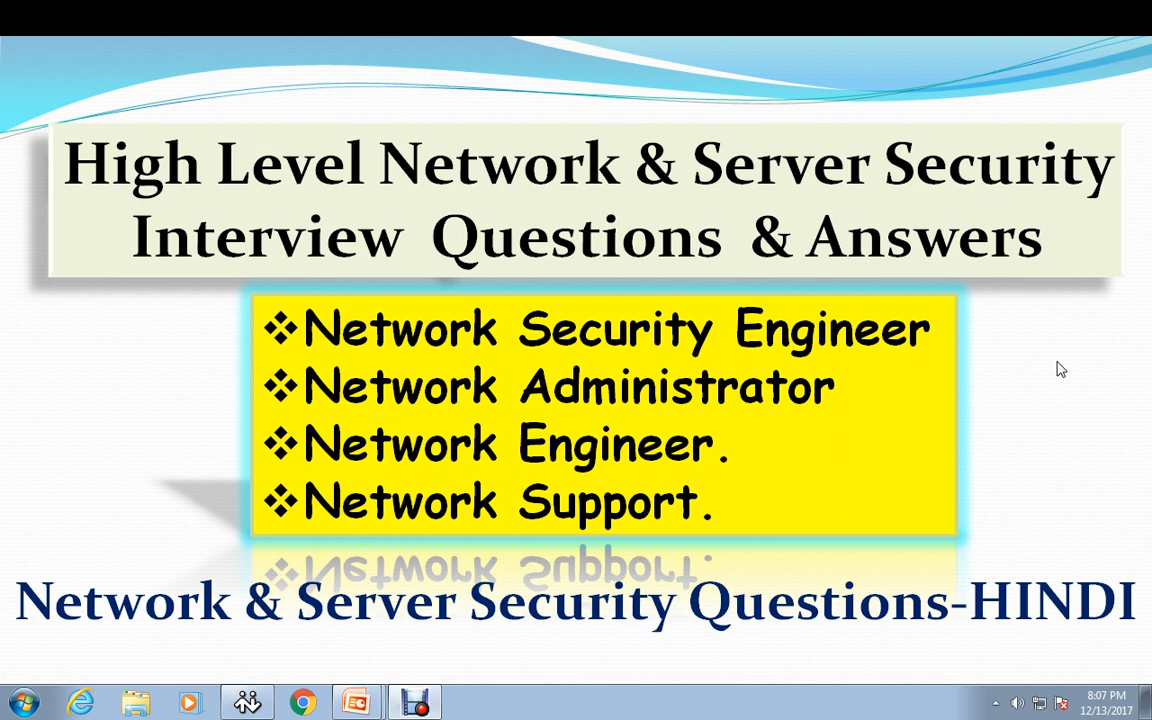 High Level Network & Server Security
Interview Questions & Answers
❖Network Security Engineer
❖Network Administrator
❖Network Engineer.
❖Network Support.
Network & Server Security Questions-HINDI
8:07 PM
12/13/2017